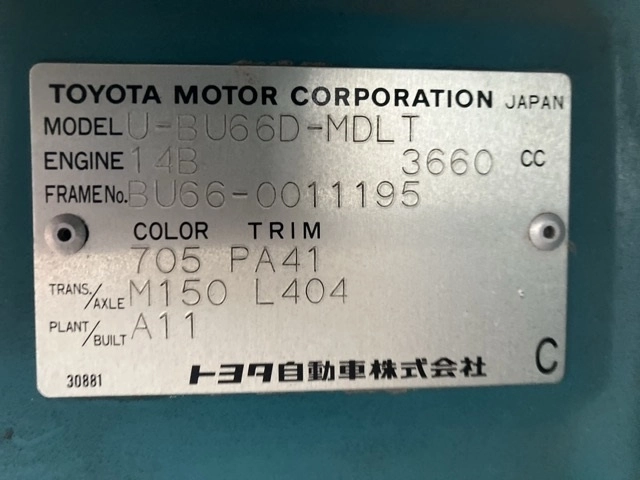 TOYOTA MOTOR CORPORATION JAPAN
MODEL U-BU66D-MDLT
ENGINE 14B 3660 CC
FRAME No. BU66-0011195
COLOR TRIM
705 PA41
TRANS./AXLE M150 L404
PLANT/BUILT A11
30881 トヨタ自動車株式会社 C